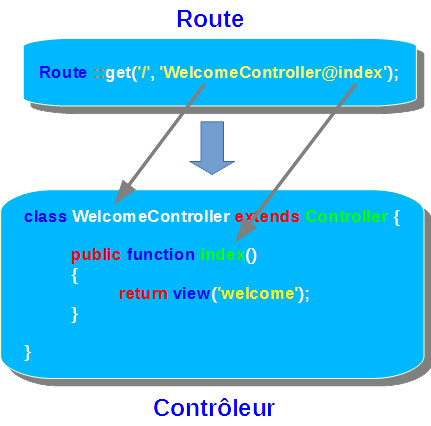 Route
Route ::get('/', 'WelcomeController@index');
class WelcomeController extends Controller {
public function index()
{
return view('welcome');
}
}
Contrôleur